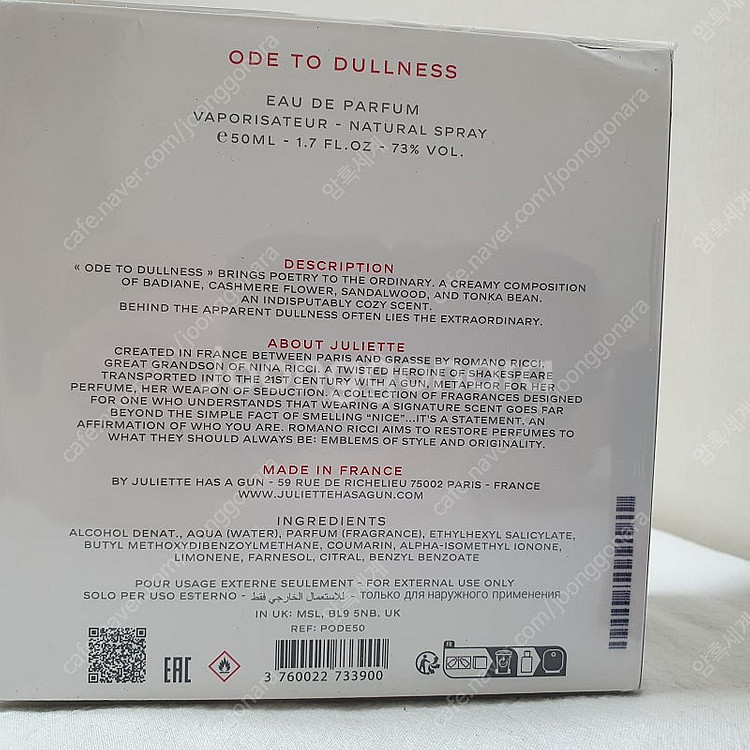 ODE TO DULLNESS
EAU DE PARFUM
VAPORISATEUR - NATURAL SPRAY
℮50ML - 1.7 FL.OZ - 73% VOL.
DESCRIPTION
« ODE TO DULLNESS » BRINGS POETRY TO THE ORDINARY. A CREAMY COMPOSITION
OF BADIANE, CASHMERE FLOWER, SANDALWOOD, AND TONKA BEAN.
AN INDISPUTABLY COZY SCENT.
BEHIND THE APPARENT DULLNESS OFTEN LIES THE EXTRAORDINARY.
ABOUT JULIETTE
CREATED IN FRANCE BETWEEN PARIS AND GRASSE BY ROMANO RICCI,
GREAT GRANDSON OF NINA RICCI. A TWISTED HEROINE OF SHAKESPEARE
TRANSPORTED INTO THE 21ST CENTURY WITH A GUN, METAPHOR FOR HER
PERFUME, HER WEAPON OF SEDUCTION. A COLLECTION OF FRAGRANCES DESIGNED
FOR ONE WHO UNDERSTANDS THAT WEARING A SIGNATURE SCENT GOES FAR
BEYOND THE SIMPLE FACT OF SMELLING "NICE"...IT'S A STATEMENT. AN
AFFIRMATION OF WHO YOU ARE. ROMANO RICCI AIMS TO RESTORE PERFUMES TO
WHAT THEY SHOULD ALWAYS BE: EMBLEMS OF STYLE AND ORIGINALITY.
MADE IN FRANCE
BY JULIETTE HAS A GUN - 59 RUE DE RICHELIEU 75002 PARIS - FRANCE
WWW.JULIETTEHASAGUN.COM
INGREDIENTS
ALCOHOL DENAT., AQUA (WATER), PARFUM (FRAGRANCE), ETHYLHEXYL SALICYLATE,
BUTYL METHOXYDIBENZOYLMETHANE, COUMARIN, ALPHA-ISOMETHYL IONONE,
LIMONENE, FARNESOL, CITRAL, BENZYL BENZOATE
POUR USAGE EXTERNE SEULEMENT - FOR EXTERNAL USE ONLY
SOLO PER USO ESTERNO - للاستعمال الخارجي فقط - только для наружного применения
IN UK: MSL, BL9 5NB, UK
REF: PODE50
EAC
3 760022 733900
FR
cafe.naver.com/joonggonara
암흑세계
joonggonara